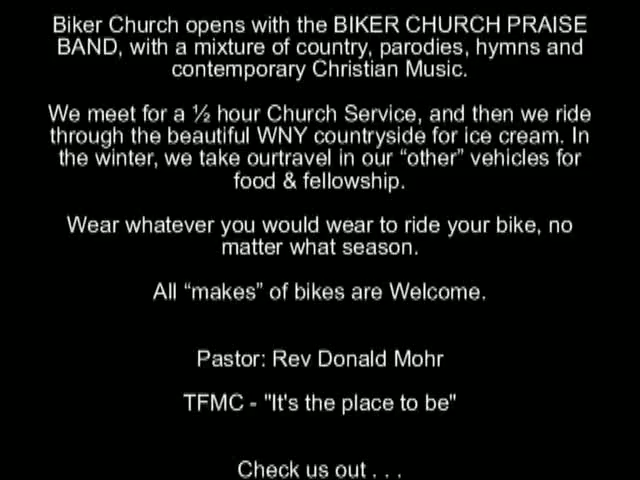 Biker Church opens with the BIKER CHURCH PRAISE
BAND, with a mixture of country, parodies, hymns and
contemporary Christian Music.
We meet for a ½ hour Church Service, and then we ride
through the beautiful WNY countryside for ice cream. In
the winter, we take ourtravel in our “other” vehicles for
food & fellowship.
Wear whatever you would wear to ride your bike, no
matter what season.
All “makes” of bikes are Welcome.
Pastor: Rev Donald Mohr
TFMC - "It's the place to be"
Check us out . . .